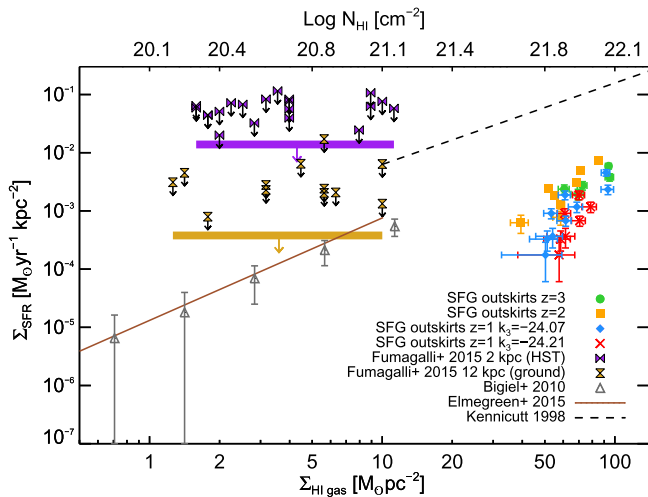 Log N_HI [cm⁻²]
20.1 20.4 20.8 21.1 21.4 21.8 22.1
10⁻¹
10⁻²
10⁻³
10⁻⁴
10⁻⁵
10⁻⁶
10⁻⁷
Σ_SFR [M_⊙yr⁻¹ kpc⁻²]
SFG outskirts z=3
SFG outskirts z=2
SFG outskirts z=1 k₃=−24.07
SFG outskirts z=1 k₃=−24.21
Fumagalli+ 2015 2 kpc (HST)
Fumagalli+ 2015 12 kpc (ground)
Bigiel+ 2010
Elmegreen+ 2015
Kennicutt 1998
1 5 10 50 100
Σ_HI gas [M_⊙pc⁻²]